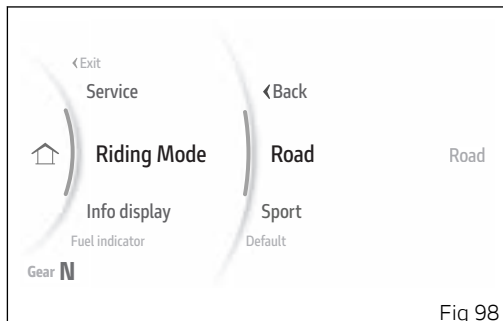 ‹Exit
Service ‹Back
Riding Mode Road Road
Info display Sport
Fuel indicator Default
Gear N
Fig 98